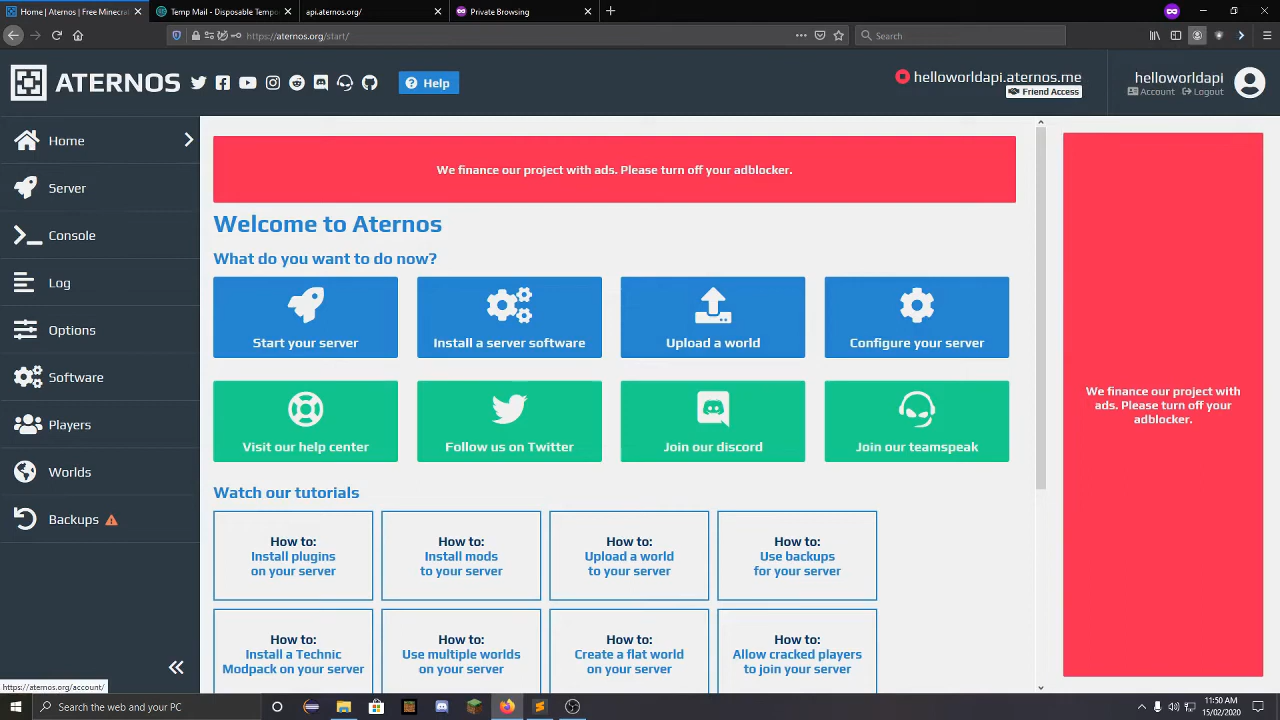 Home | Aternos | Free Minecraft
Temp Mail - Disposable Tempo
api.aternos.org/
Private Browsing
https://aternos.org/start/
Search
ATERNOS
Help
helloworldapi.aternos.me
Friend Access
helloworldapi
Account
Logout
Home
Server
Console
Log
Options
Software
Players
Worlds
Backups
We finance our project with ads. Please turn off your adblocker.
Welcome to Aternos
What do you want to do now?
Start your server
Install a server software
Upload a world
Configure your server
Visit our help center
Follow us on Twitter
Join our discord
Join our teamspeak
Watch our tutorials
How to:
Install plugins
on your server
How to:
Install mods
to your server
How to:
Upload a world
to your server
How to:
Use backups
for your server
How to:
Install a Technic
Modpack on your server
How to:
Use multiple worlds
on your server
How to:
Create a flat world
on your server
How to:
Allow cracked players
to join your server
We finance our project with
ads. Please turn off your
adblocker.
https://aternos.org/account/
Search the web and your PC
11:50 AM
15/02/2020